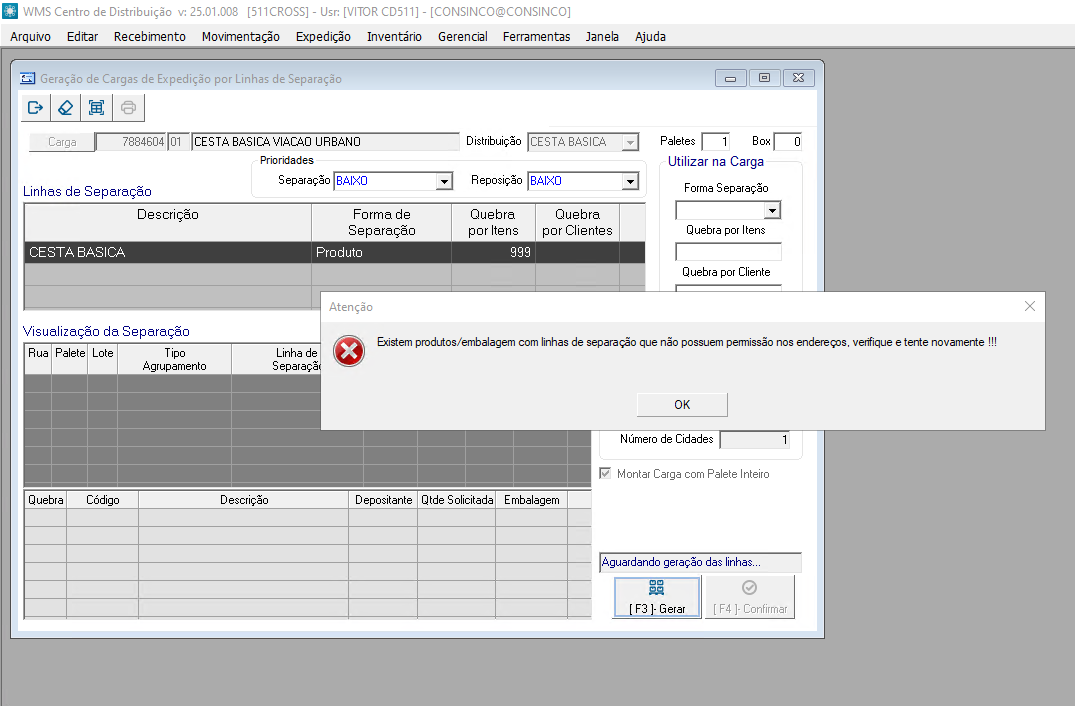 WMS Centro de Distribuição v: 25.01.008 [511CROSS] - Usr: [VITOR CD511] - [CONSINCO@CONSINCO]
Arquivo Editar Recebimento Movimentação Expedição Inventário Gerencial Ferramentas Janela Ajuda
Geração de Cargas de Expedição por Linhas de Separação
Carga 7884604 01 CESTA BASICA VIACAO URBANO Distribuição CESTA BASICA Paletes 1 Box 0
Prioridades
Separação BAIXO Reposição BAIXO
Utilizar na Carga
Forma Separação
Quebra por Itens
Quebra por Cliente
Linhas de Separação
Descrição Forma de Separação Quebra por Itens Quebra por Clientes
CESTA BASICA Produto 999
Atenção
Existem produtos/embalagem com linhas de separação que não possuem permissão nos endereços, verifique e tente novamente !!!
OK
Visualização da Separação
Rua Palete Lote Tipo Agrupamento Linha de Separação
Número de Cidades 1
Montar Carga com Palete Inteiro
Quebra Código Descrição Depositante Qtde Solicitada Embalagem
Aguardando geração das linhas...
[ F3 ]- Gerar [ F4 ]- Confirmar